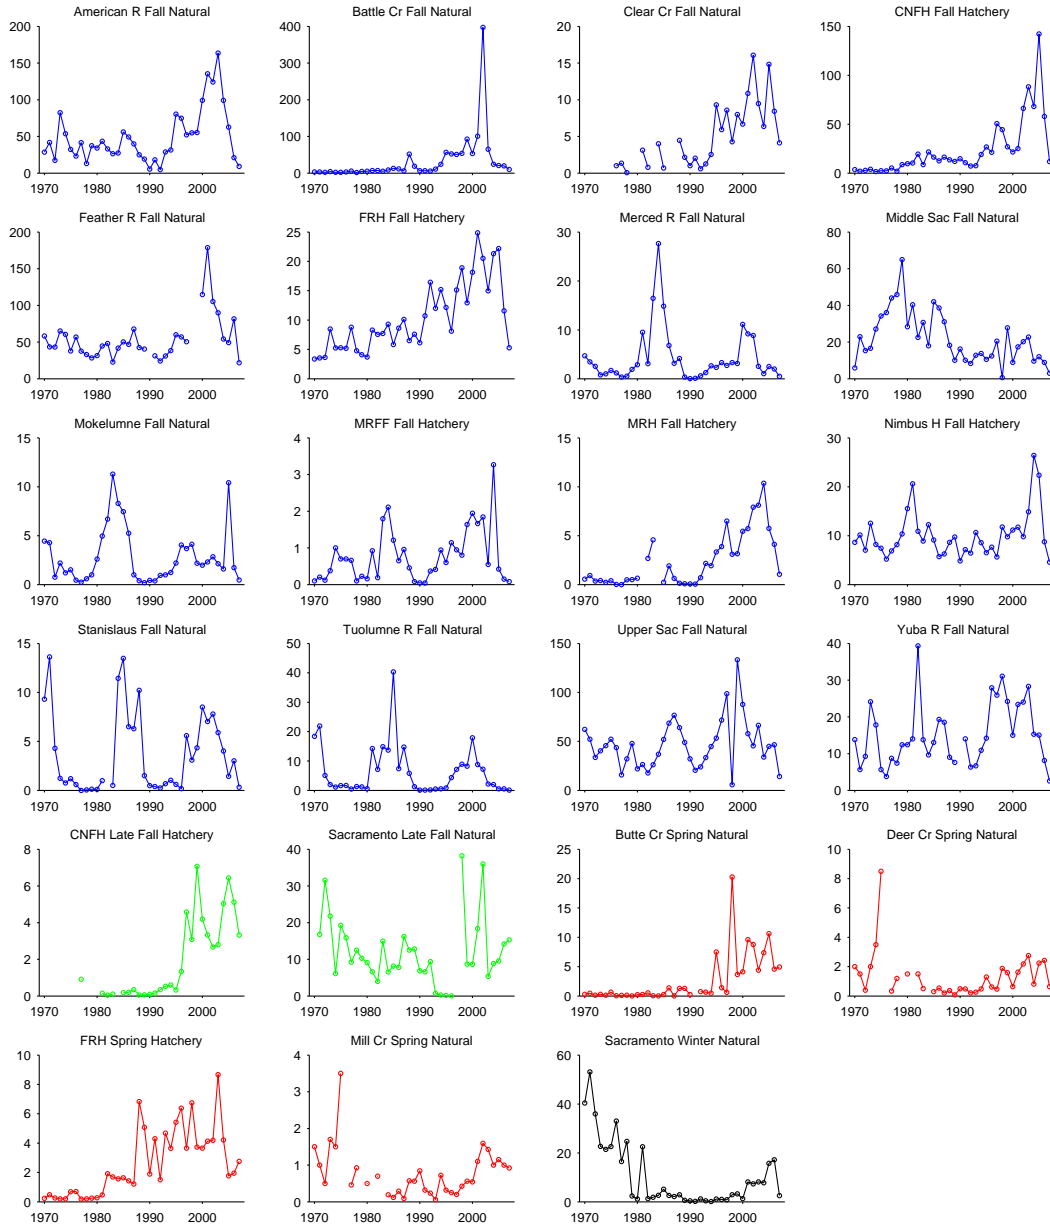 American R Fall Natural
Battle Cr Fall Natural
Clear Cr Fall Natural
CNFH Fall Hatchery
200 150 100 50 0
400 300 200 100 0
20 15 10 5 0
150 100 50 0
1970 1980 1990 2000
1970 1980 1990 2000
1970 1980 1990 2000
1970 1980 1990 2000
Feather R Fall Natural
FRH Fall Hatchery
Merced R Fall Natural
Middle Sac Fall Natural
200 150 100 50 0
25 20 15 10 5 0
30 20 10 0
80 60 40 20 0
1970 1980 1990 2000
1970 1980 1990 2000
1970 1980 1990 2000
1970 1980 1990 2000
Mokelumne Fall Natural
MRFF Fall Hatchery
MRH Fall Hatchery
Nimbus H Fall Hatchery
15 10 5 0
4 3 2 1 0
15 10 5 0
30 20 10 0
1970 1980 1990 2000
1970 1980 1990 2000
1970 1980 1990 2000
1970 1980 1990 2000
Stanislaus Fall Natural
Tuolumne R Fall Natural
Upper Sac Fall Natural
Yuba R Fall Natural
15 10 5 0
50 40 30 20 10 0
150 100 50 0
40 30 20 10 0
1970 1980 1990 2000
1970 1980 1990 2000
1970 1980 1990 2000
1970 1980 1990 2000
CNFH Late Fall Hatchery
Sacramento Late Fall Natural
Butte Cr Spring Natural
Deer Cr Spring Natural
8 6 4 2 0
40 30 20 10 0
25 20 15 10 5 0
10 8 6 4 2 0
1970 1980 1990 2000
1970 1980 1990 2000
1970 1980 1990 2000
1970 1980 1990 2000
FRH Spring Hatchery
Mill Cr Spring Natural
Sacramento Winter Natural
10 8 6 4 2 0
4 3 2 1 0
60 40 20 0
1970 1980 1990 2000
1970 1980 1990 2000
1970 1980 1990 2000